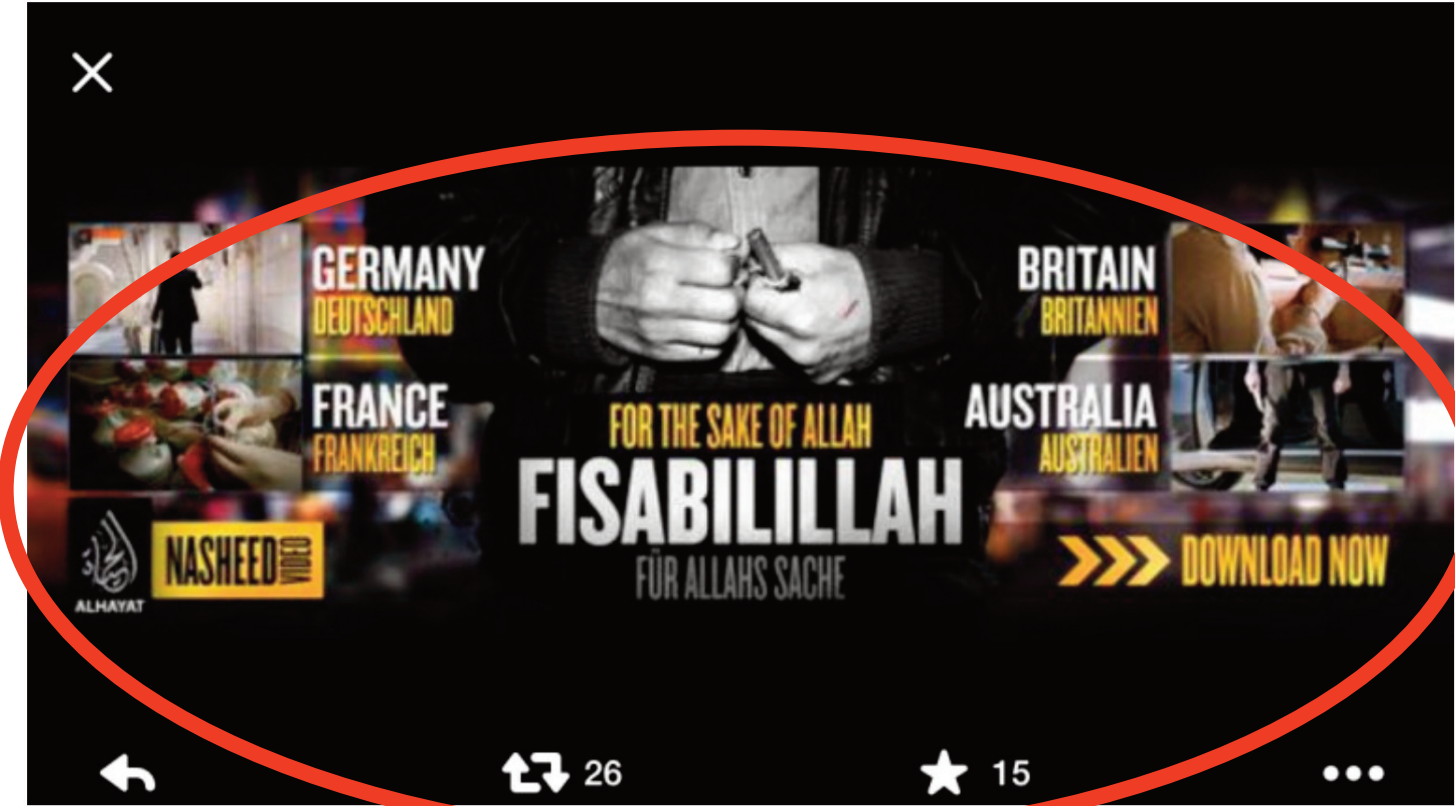 GERMANY
DEUTSCHLAND
FRANCE
FRANKREICH
ALHAYAT
NASHEED VIDEO
FOR THE SAKE OF ALLAH
FISABILILLAH
FÜR ALLAHS SACHE
BRITAIN
BRITANNIEN
AUSTRALIA
AUSTRALIEN
DOWNLOAD NOW
26
15